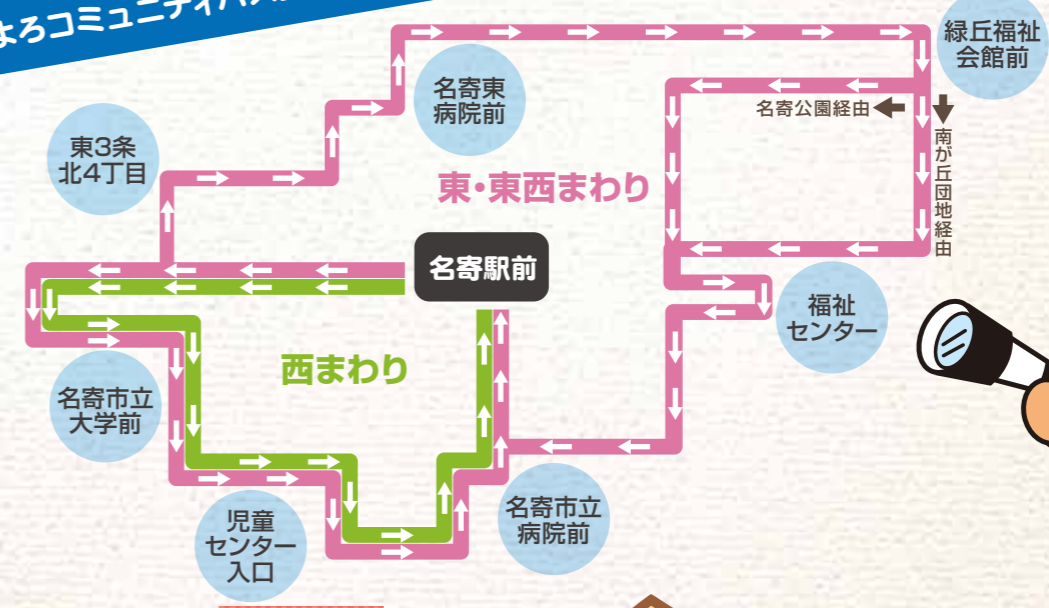 よろコミュニティバス
緑丘福祉
会館前
名寄東
病院前
名寄公園経由
南が丘団地経由
東3条
北4丁目
東・東西まわり
名寄駅前
福祉
センター
西まわり
名寄市立
大学前
名寄市立
病院前
児童
センター
入口